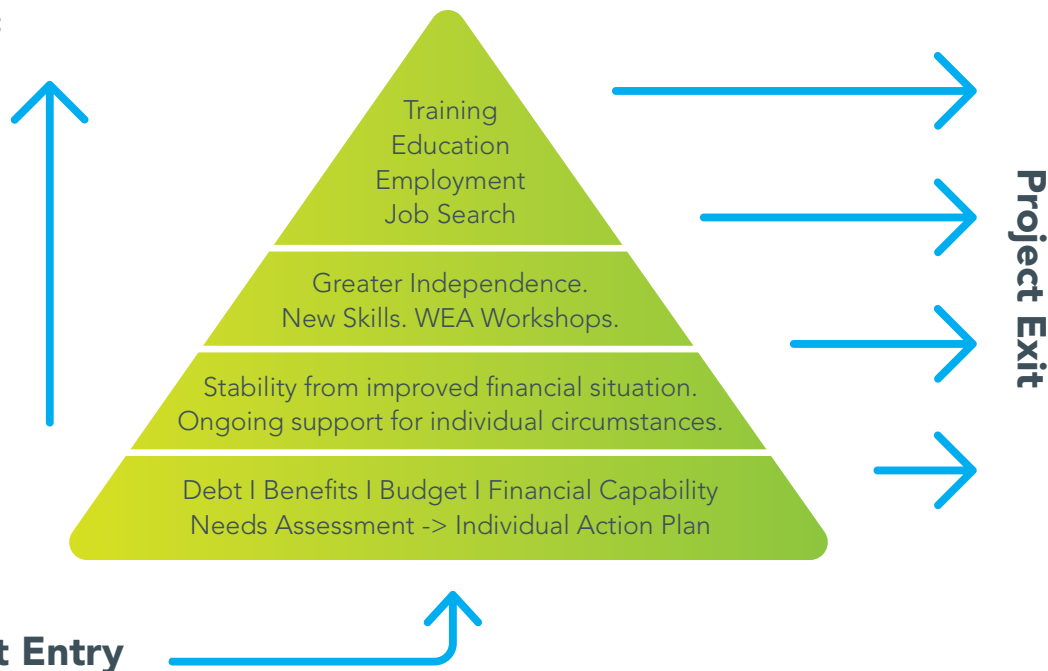 Training
Education
Employment
Job Search
Greater Independence.
New Skills. WEA Workshops.
Stability from improved financial situation.
Ongoing support for individual circumstances.
Debt I Benefits I Budget I Financial Capability
Needs Assessment -> Individual Action Plan
Project Exit
t Entry